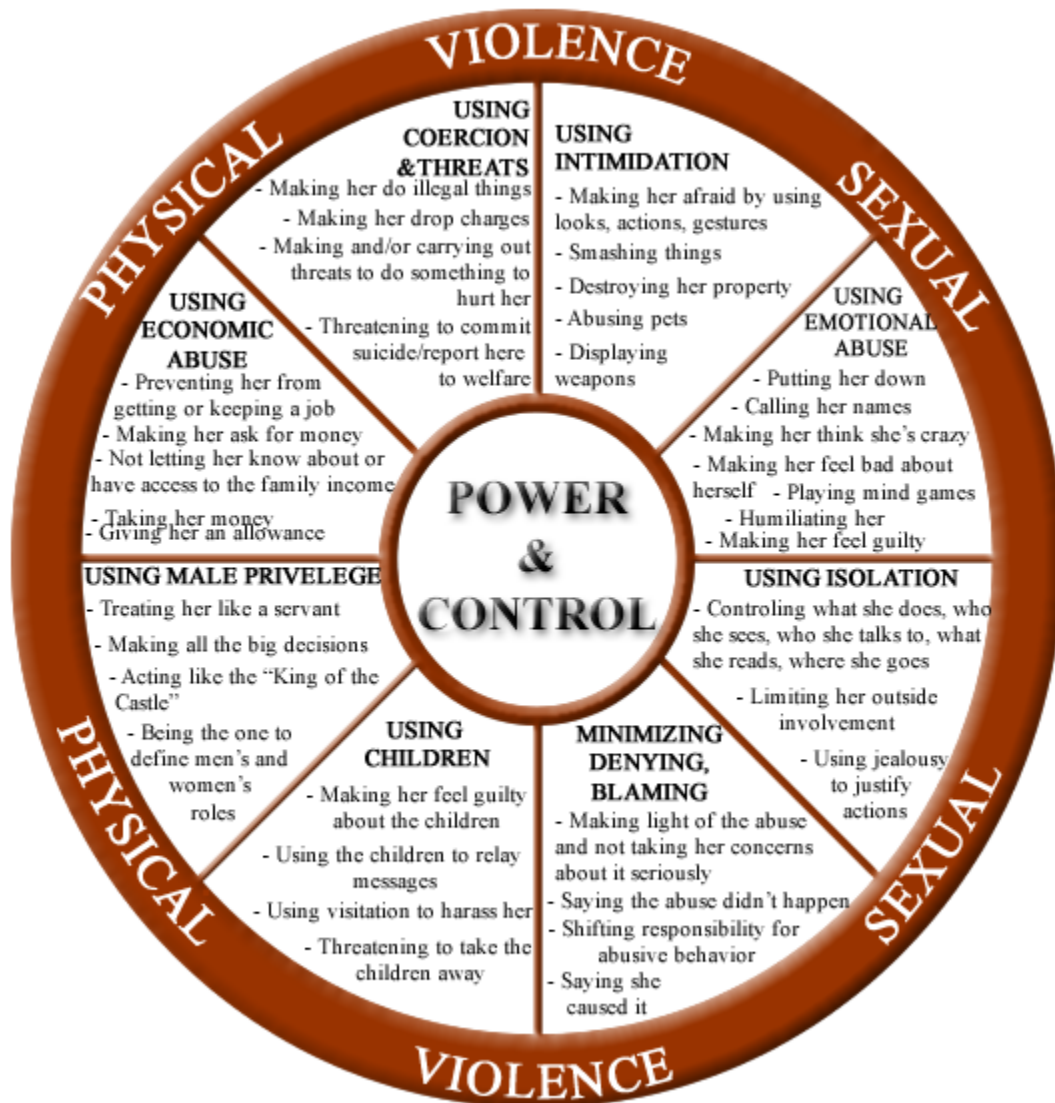 VIOLENCE
PHYSICAL
SEXUAL
USING
COERCION
&THREATS
- Making her do illegal things
- Making her drop charges
- Making and/or carrying out
threats to do something to
hurt her
- Threatening to commit
suicide/report here
to welfare
USING
INTIMIDATION
- Making her afraid by using
looks, actions, gestures
- Smashing things
- Destroying her property
- Abusing pets
- Displaying
weapons
USING
ECONOMIC
ABUSE
- Preventing her from
getting or keeping a job
- Making her ask for money
- Not letting her know about or
have access to the family income
- Taking her money
- Giving her an allowance
USING
EMOTIONAL
ABUSE
- Putting her down
- Calling her names
- Making her think she's crazy
- Making her feel bad about
herself - Playing mind games
- Humiliating her
- Making her feel guilty
POWER
&
CONTROL
USING MALE PRIVELEGE
- Treating her like a servant
- Making all the big decisions
- Acting like the “King of the
Castle”
- Being the one to
define men's and
women's
roles
USING ISOLATION
- Controling what she does, who
she sees, who she talks to, what
she reads, where she goes
- Limiting her outside
involvement
- Using jealousy
to justify
actions
USING
CHILDREN
- Making her feel guilty
about the children
- Using the children to relay
messages
- Using visitation to harass her
- Threatening to take the
children away
MINIMIZING
DENYING,
BLAMING
- Making light of the abuse
and not taking her concerns
about it seriously
- Saying the abuse didn't happen
- Shifting responsibility for
abusive behavior
- Saying she
caused it
PHYSICAL
SEXUAL
VIOLENCE